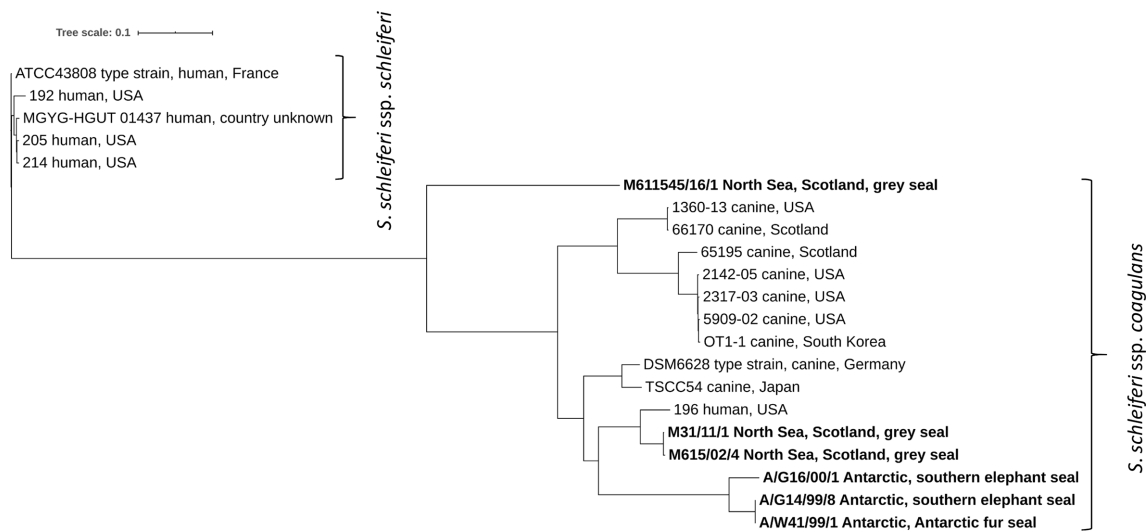 Tree scale: 0.1
ATCC43808 type strain, human, France
192 human, USA
MGYG-HGUT 01437 human, country unknown
205 human, USA
214 human, USA
S. schleiferi ssp. schleiferi
M611545/16/1 North Sea, Scotland, grey seal
1360-13 canine, USA
66170 canine, Scotland
65195 canine, Scotland
2142-05 canine, USA
2317-03 canine, USA
5909-02 canine, USA
OT1-1 canine, South Korea
DSM6628 type strain, canine, Germany
TSCC54 canine, Japan
196 human, USA
M31/11/1 North Sea, Scotland, grey seal
M615/02/4 North Sea, Scotland, grey seal
A/G16/00/1 Antarctic, southern elephant seal
A/G14/99/8 Antarctic, southern elephant seal
A/W41/99/1 Antarctic, Antarctic fur seal
S. schleiferi ssp. coagulans